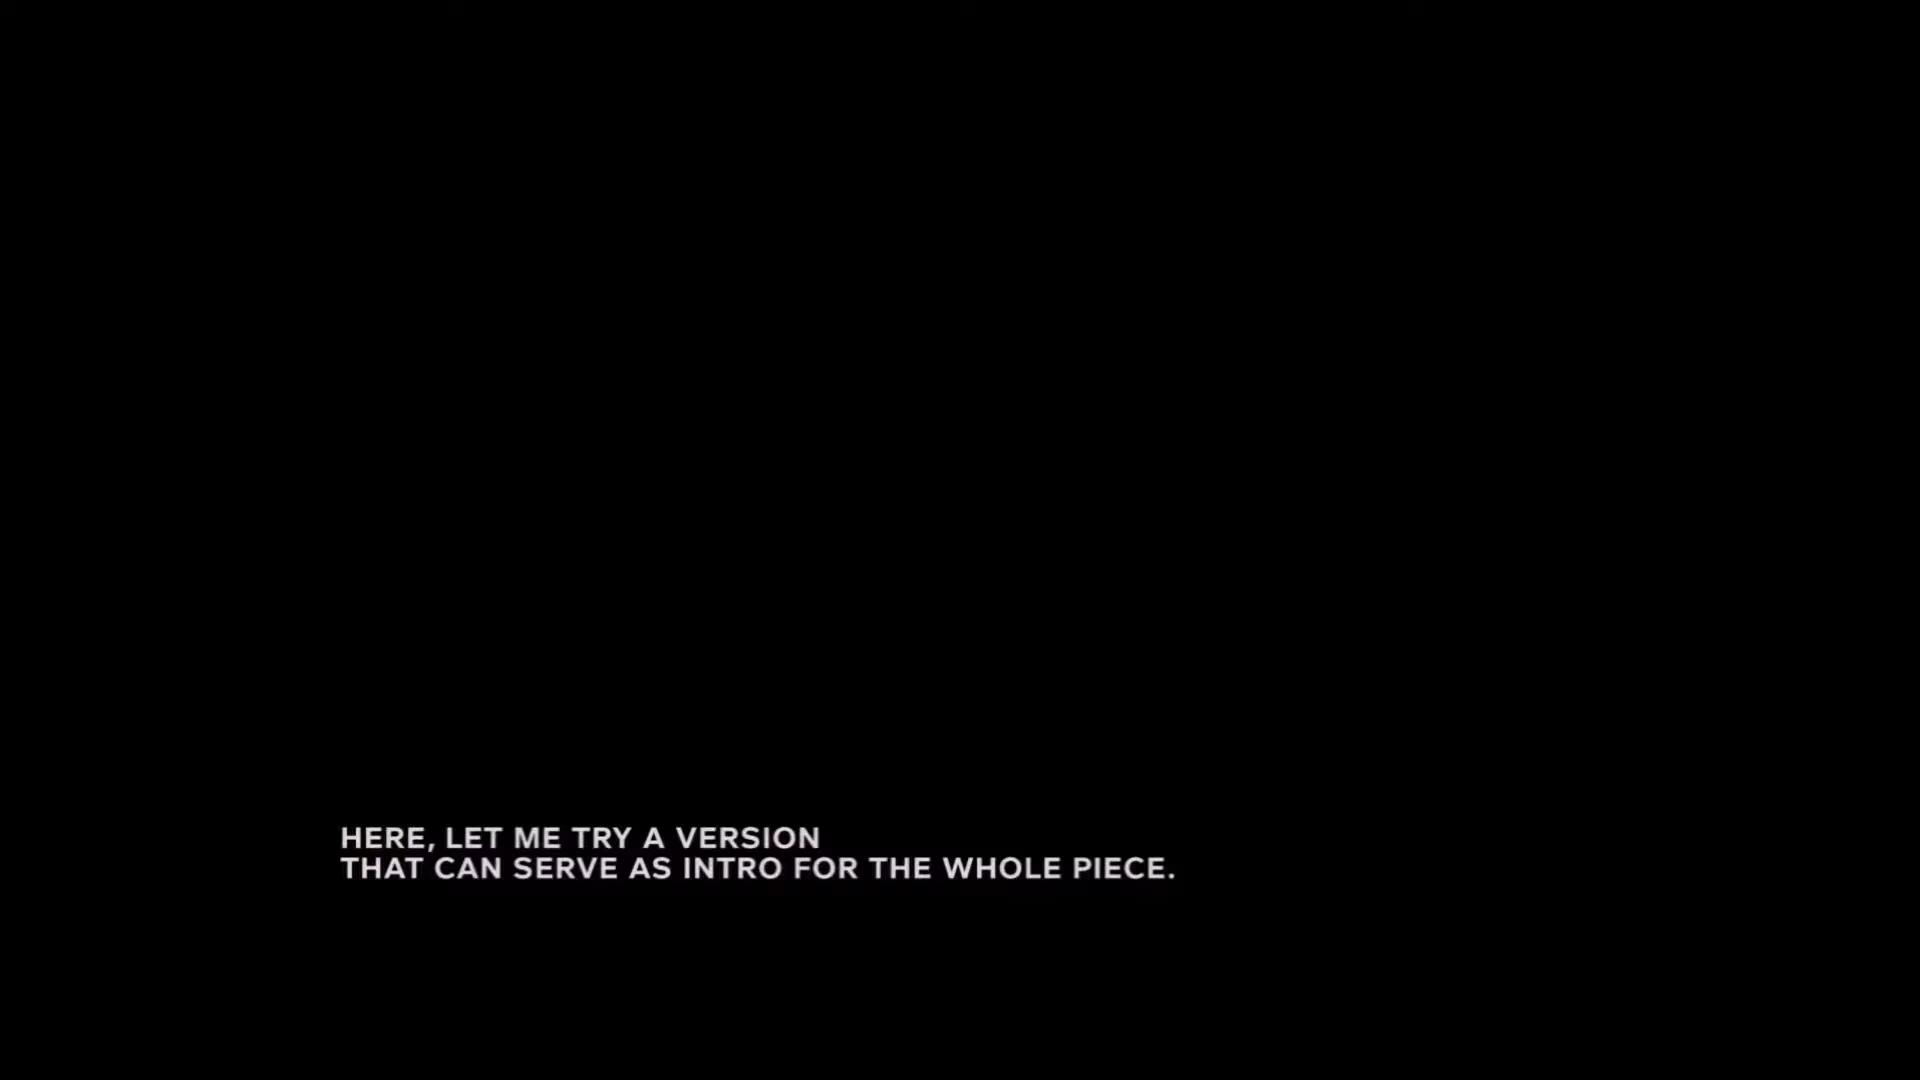 HERE, LET ME TRY A VERSION
THAT CAN SERVE AS INTRO FOR THE WHOLE PIECE.